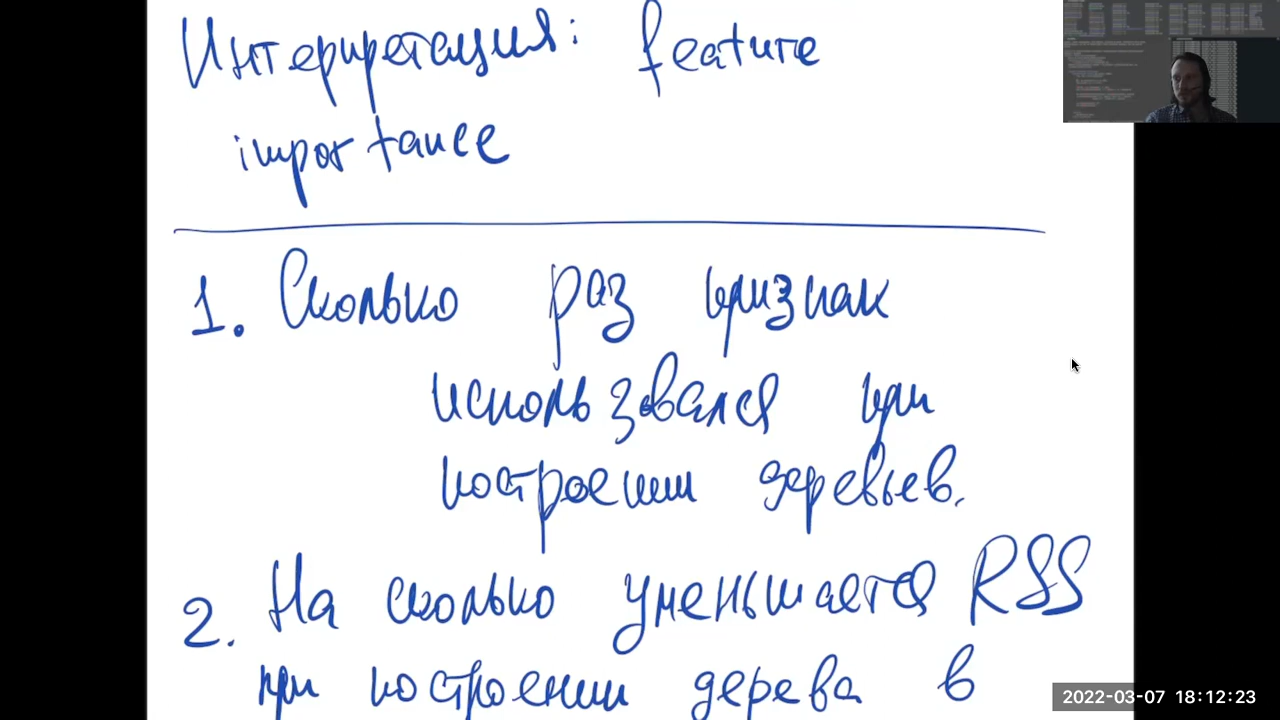 Интерпретация: feature
importance
1. Сколько раз признак
использовался при
построении деревьев.
2. На сколько уменьшается RSS
при построении дерева в
2022-03-07 18:12:23